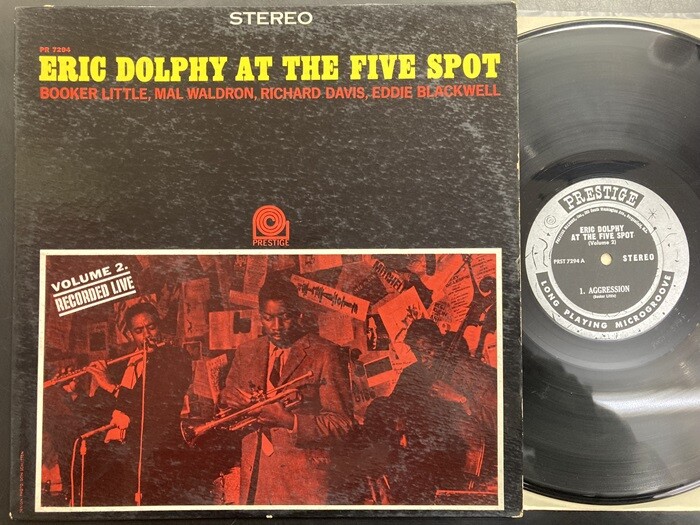 STEREO
PR 7294
ERIC DOLPHY AT THE FIVE SPOT
BOOKER LITTLE, MAL WALDRON, RICHARD DAVIS, EDDIE BLACKWELL
PRESTIGE
VOLUME 2.
RECORDED LIVE
PRESTIGE
ERIC DOLPHY
AT THE FIVE SPOT
(Volume 2)
PRST 7294 A
STEREO
1. AGGRESSION
(Booker Little)
LONG PLAYING MICROGROOVE